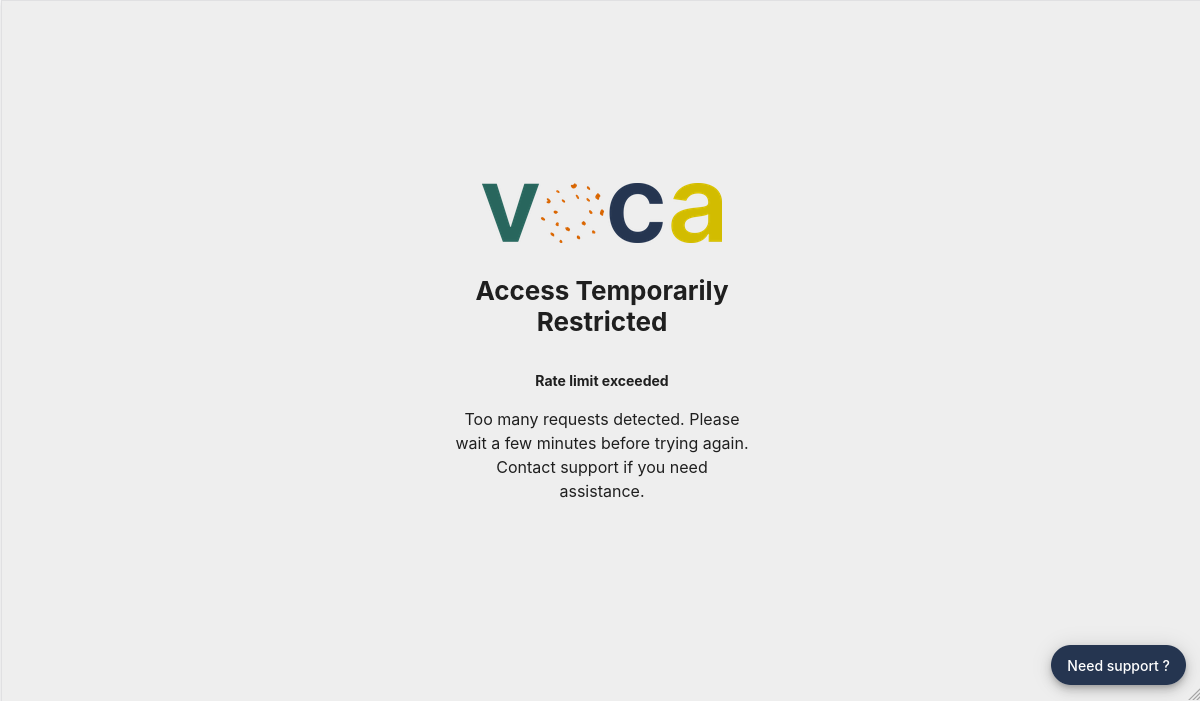 voca
Access Temporarily
Restricted
Rate limit exceeded
Too many requests detected. Please
wait a few minutes before trying again.
Contact support if you need
assistance.
Need support ?